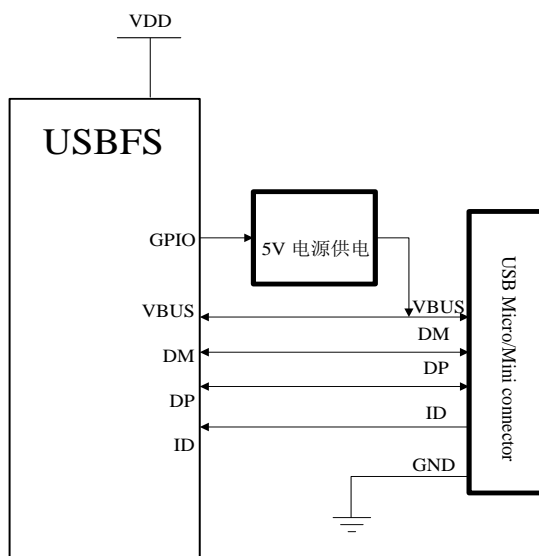 VDD
USBFS
GPIO
5V 电源供电
VBUS
VBUS
DM
DM
DP
DP
ID
ID
GND
USB Micro/Mini connector